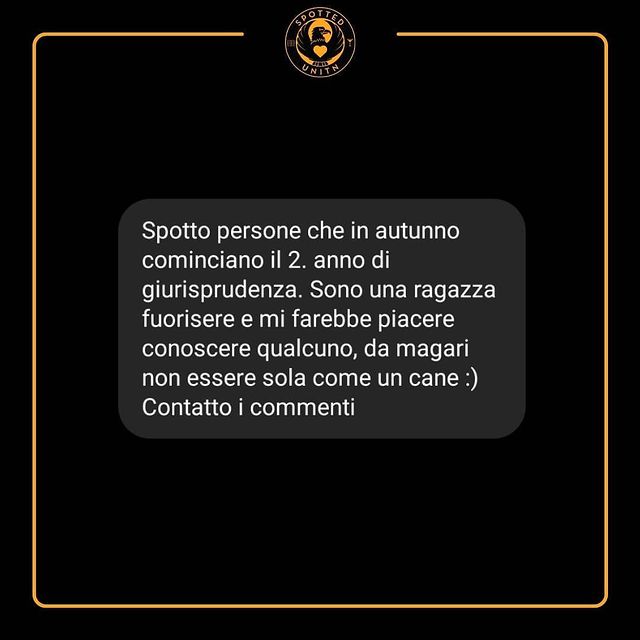 SPOTTED
UNITN
Spotto persone che in autunno
cominciano il 2. anno di
giurisprudenza. Sono una ragazza
fuorisere e mi farebbe piacere
conoscere qualcuno, da magari
non essere sola come un cane :)
Contatto i commenti